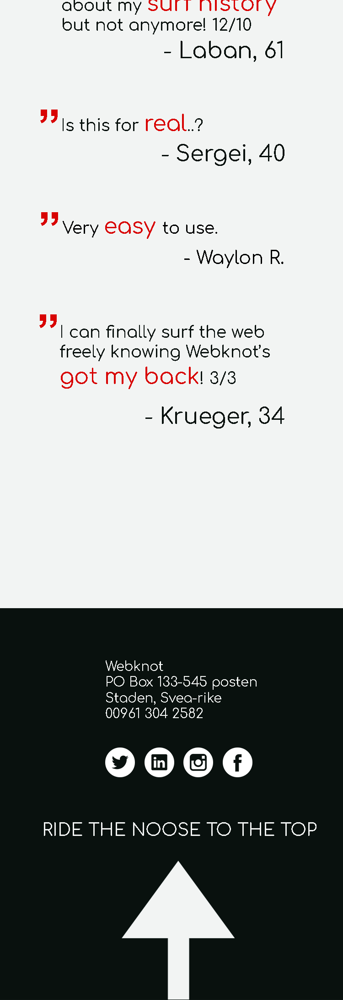 about my surf history
but not anymore! 12/10
- Laban, 61
”Is this for real..?
- Sergei, 40
”Very easy to use.
- Waylon R.
”I can finally surf the web
freely knowing Webknot’s
got my back! 3/3
- Krueger, 34
Webknot
PO Box 133-545 posten
Staden, Svea-rike
00961 304 2582
RIDE THE NOOSE TO THE TOP